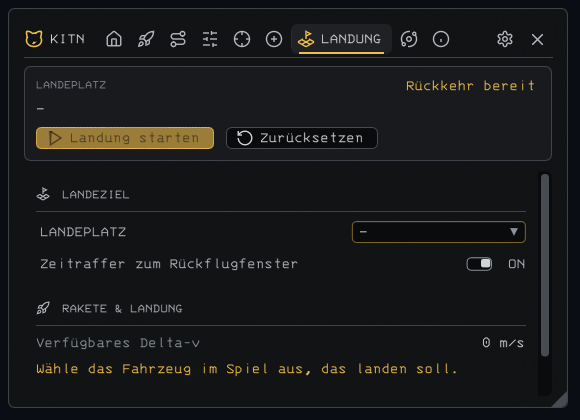 KITN
LANDUNG
LANDEPLATZ
Rückkehr bereit
–
Landung starten
Zurücksetzen
LANDEZIEL
LANDEPLATZ
–
Zeitraffer zum Rückflugfenster
ON
RAKETE & LANDUNG
Verfügbares Delta-v
0 m/s
Wähle das Fahrzeug im Spiel aus, das landen soll.